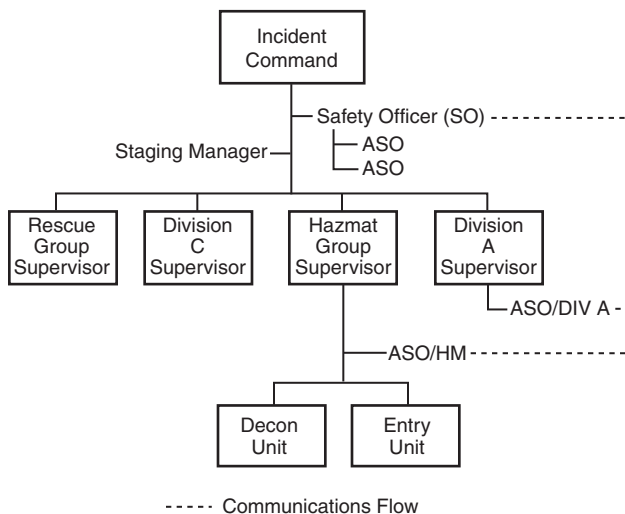 Incident
Command
Safety Officer (SO)
ASO
Staging Manager
ASO
Rescue
Group
Supervisor
Division
C
Supervisor
Hazmat
Group
Supervisor
Division
A
Supervisor
ASO/DIV A
ASO/HM
Decon
Unit
Entry
Unit
Communications Flow